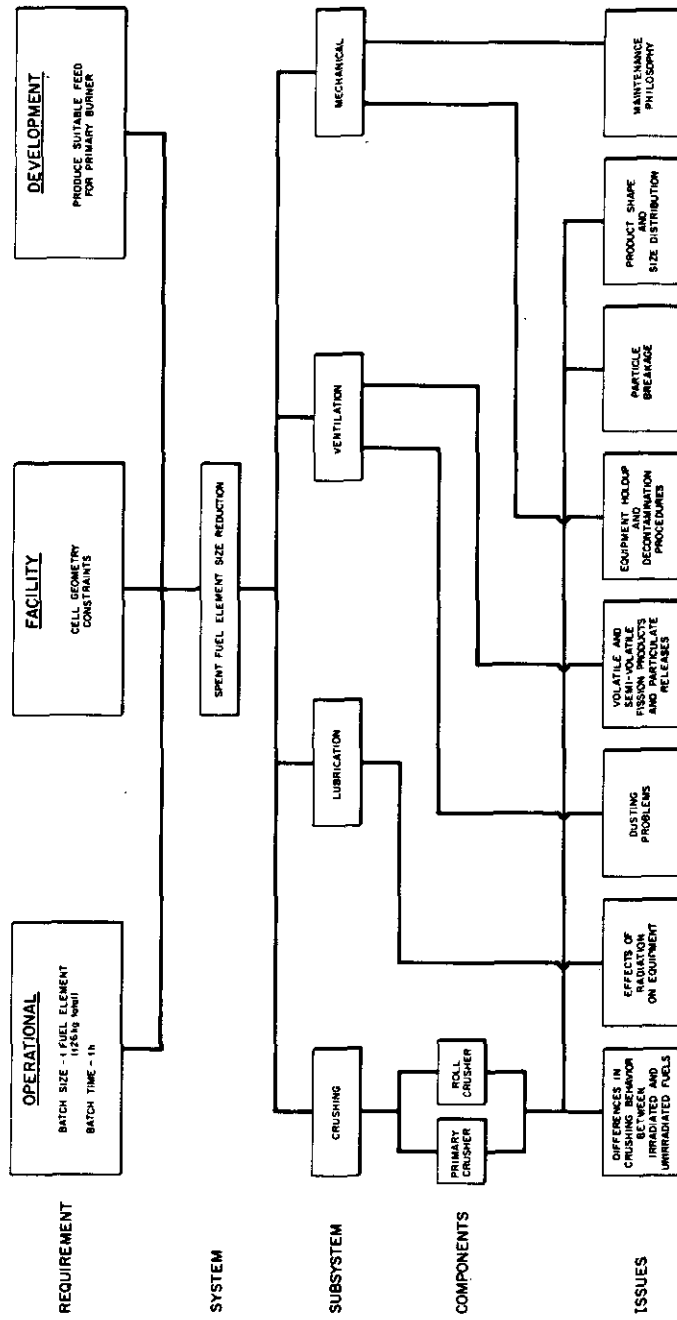 REQUIREMENT
OPERATIONAL
BATCH SIZE - 1 FUEL ELEMENT
(126 kg total)
BATCH TIME - 1 h
FACILITY
CELL GEOMETRY
CONSTRAINTS
DEVELOPMENT
PRODUCE SUITABLE FEED
FOR PRIMARY BURNER
SYSTEM
SPENT FUEL ELEMENT SIZE REDUCTION
SUBSYSTEM
CRUSHING
LUBRICATION
VENTILATION
MECHANICAL
COMPONENTS
PRIMARY
CRUSHER
ROLL
CRUSHER
ISSUES
DIFFERENCES IN
CRUSHING BEHAVIOR
BETWEEN
IRRADIATED AND
UNIRRADIATED FUELS
EFFECTS OF
RADIATION
ON EQUIPMENT
DUSTING
PROBLEMS
VOLATILE AND
SEMI-VOLATILE
FISSION PRODUCTS
AND PARTICULATE
RELEASES
EQUIPMENT HOLDUP
AND
DECONTAMINATION
PROCEDURES
PARTICLE
BREAKAGE
PRODUCT SHAPE
AND
SIZE DISTRIBUTION
MAINTENANCE
PHILOSOPHY